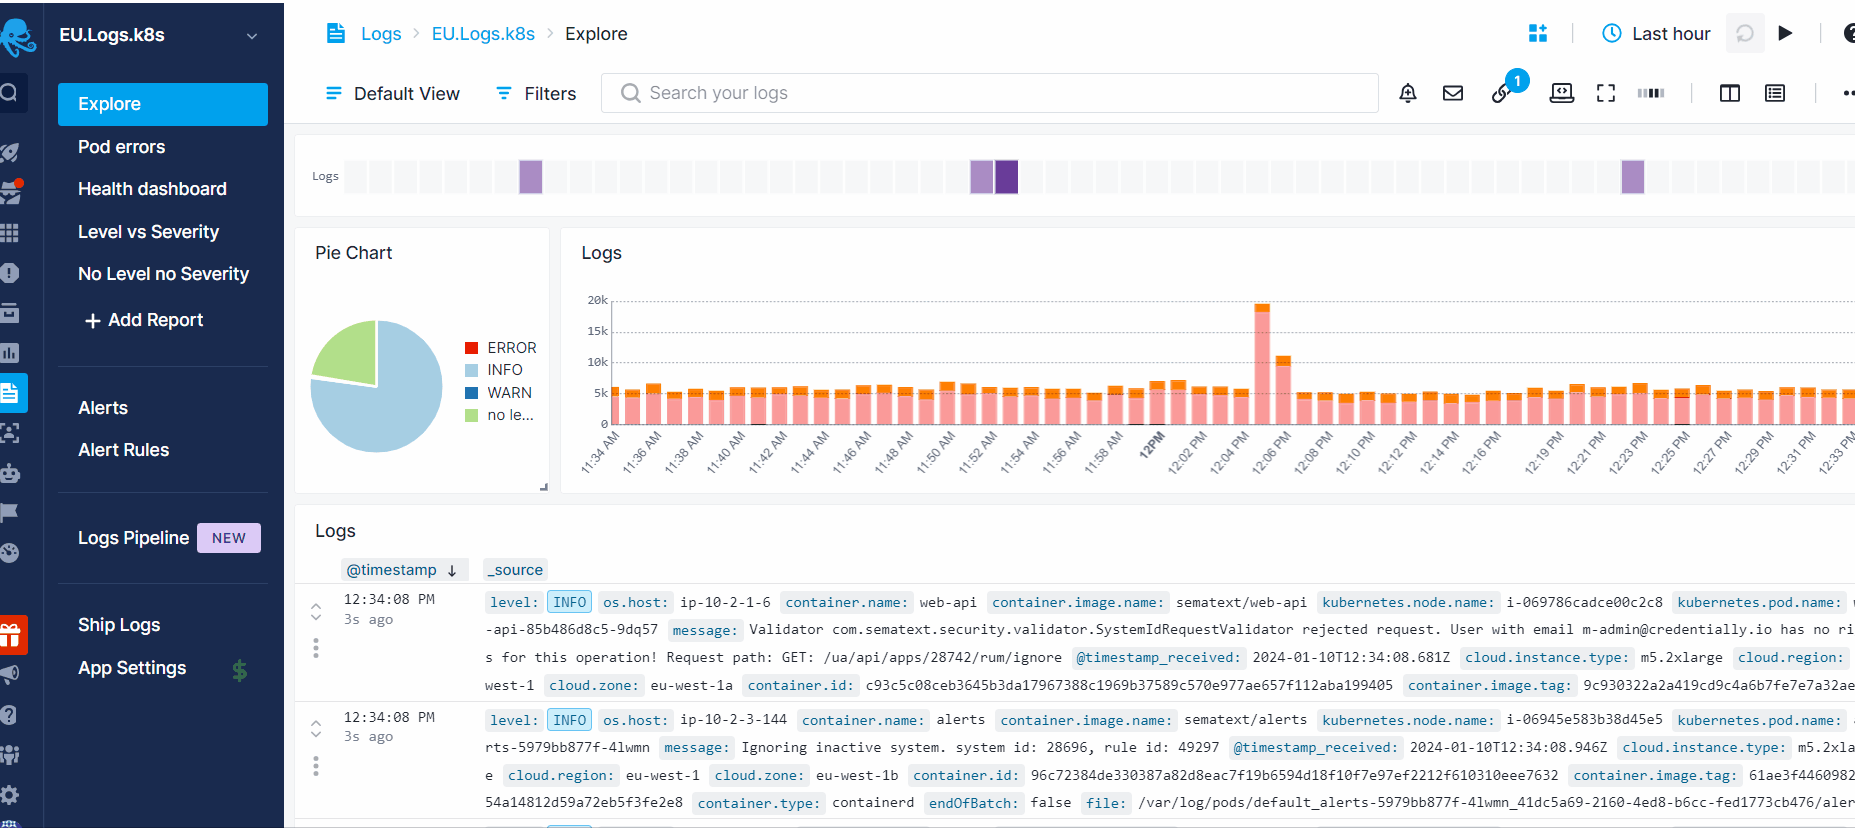 EU.Logs.k8s
Explore
Pod errors
Health dashboard
Level vs Severity
No Level no Severity
+ Add Report
Alerts
Alert Rules
Logs Pipeline NEW
Ship Logs
App Settings $
Logs > EU.Logs.k8s > Explore
Last hour
Default View Filters Search your logs 1
Logs
Pie Chart
ERROR
INFO
WARN
no le...
Logs
20k
15k
10k
5k
0
11:34 AM 11:36 AM 11:38 AM 11:40 AM 11:42 AM 11:44 AM 11:46 AM 11:48 AM 11:50 AM 11:52 AM 11:54 AM 11:56 AM 11:58 AM 12PM 12:02 PM 12:04 PM 12:06 PM 12:08 PM 12:10 PM 12:12 PM 12:14 PM 12:16 PM 12:19 PM 12:21 PM 12:23 PM 12:25 PM 12:27 PM 12:29 PM 12:31 PM 12:33 PM
Logs
@timestamp ↓ _source
12:34:08 PM
3s ago
level: INFO os.host: ip-10-2-1-6 container.name: web-api container.image.name: sematext/web-api kubernetes.node.name: i-069786cadce00c2c8 kubernetes.pod.name:
-api-85b486d8c5-9dq57 message: Validator com.sematext.security.validator.SystemIdRequestValidator rejected request. User with email m-admin@credentially.io has no ri
s for this operation! Request path: GET: /ua/api/apps/28742/rum/ignore @timestamp_received: 2024-01-10T12:34:08.681Z cloud.instance.type: m5.2xlarge cloud.region:
west-1 cloud.zone: eu-west-1a container.id: c93c5c08ceb3645b3da17967388c1969b37589c570e977ae657f112aba199405 container.image.tag: 9c930322a2a419cd9c4a6b7fe7e7a32ae
12:34:08 PM
3s ago
level: INFO os.host: ip-10-2-3-144 container.name: alerts container.image.name: sematext/alerts kubernetes.node.name: i-06945e583b38d45e5 kubernetes.pod.name:
rts-5979bb877f-4lwmn message: Ignoring inactive system. system id: 28696, rule id: 49297 @timestamp_received: 2024-01-10T12:34:08.946Z cloud.instance.type: m5.2xla
e cloud.region: eu-west-1 cloud.zone: eu-west-1b container.id: 96c72384de330387a82d8eac7f19b6594d18f10f7e97ef2212f610310eee7632 container.image.tag: 61ae3f4460982
54a14812d59a72eb5f3fe2e8 container.type: containerd endOfBatch: false file: /var/log/pods/default_alerts-5979bb877f-4lwmn_41dc5a69-2160-4ed8-b6cc-fed1773cb476/aler